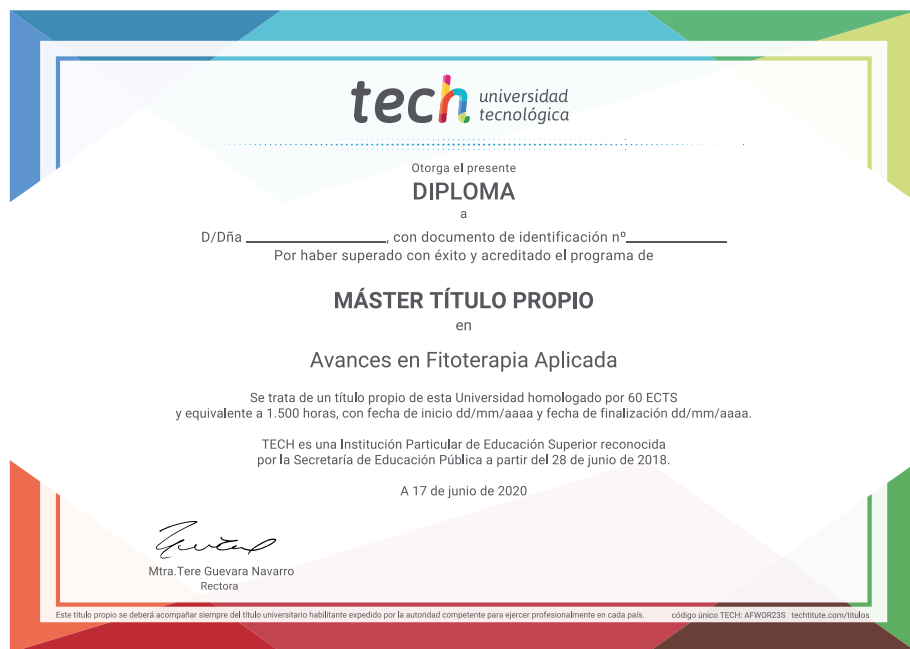 tech universidad
tecnológica
Otorga el presente
DIPLOMA
a
D/Dña ____________, con documento de identificación nº____________
Por haber superado con éxito y acreditado el programa de
MÁSTER TÍTULO PROPIO
en
Avances en Fitoterapia Aplicada
Se trata de un título propio de esta Universidad homologado por 60 ECTS
y equivalente a 1.500 horas, con fecha de inicio dd/mm/aaaa y fecha de finalización dd/mm/aaaa.
TECH es una Institución Particular de Educación Superior reconocida
por la Secretaría de Educación Pública a partir del 28 de junio de 2018.
A 17 de junio de 2020
Mtra.Tere Guevara Navarro
Rectora
Este título propio se deberá acompañar siempre del título universitario habilitante expedido por la autoridad competente para ejercer profesionalmente en cada país. código único TECH: AFWOR23S techtitute.com/titulos